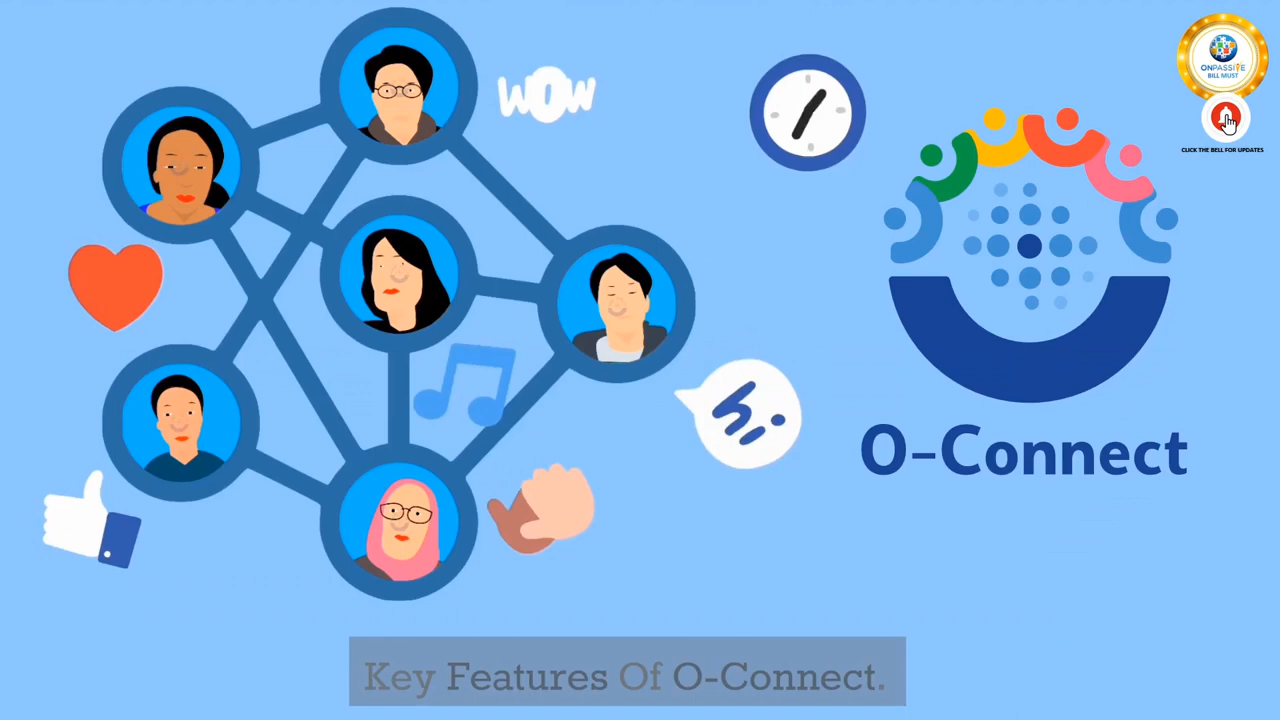 WOW
ONPASSIVE
BILL MUST
CLICK THE BELL FOR UPDATES
hi
O-Connect
Key Features Of O-Connect.